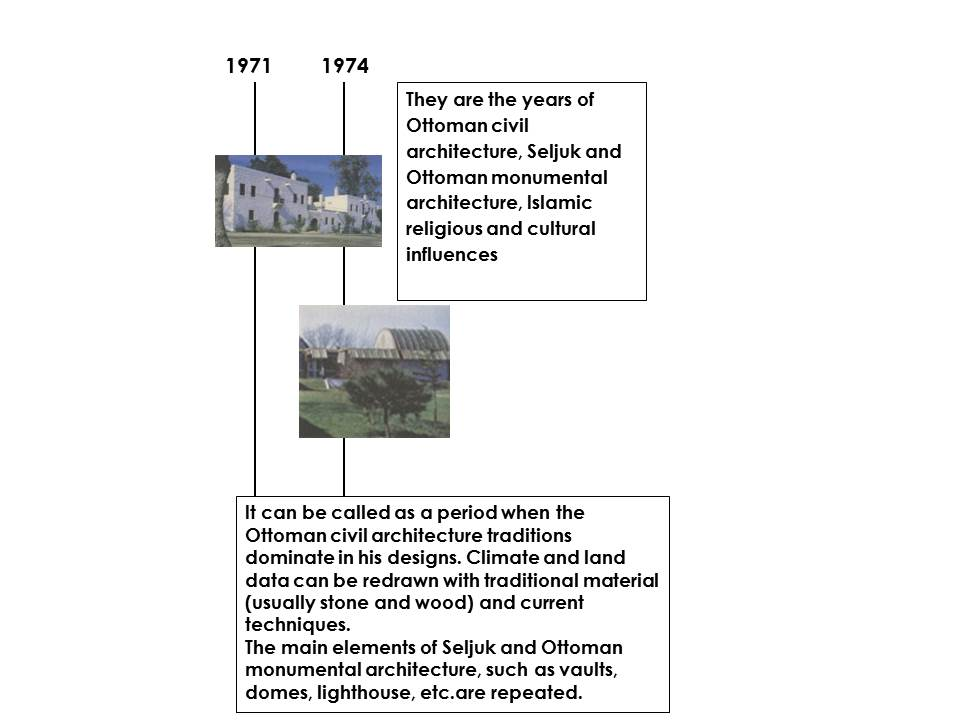 1971 1974
They are the years of
Ottoman civil
architecture, Seljuk and
Ottoman monumental
architecture, Islamic
religious and cultural
influences
It can be called as a period when the
Ottoman civil architecture traditions
dominate in his designs. Climate and land
data can be redrawn with traditional material
(usually stone and wood) and current
techniques.
The main elements of Seljuk and Ottoman
monumental architecture, such as vaults,
domes, lighthouse, etc.are repeated.